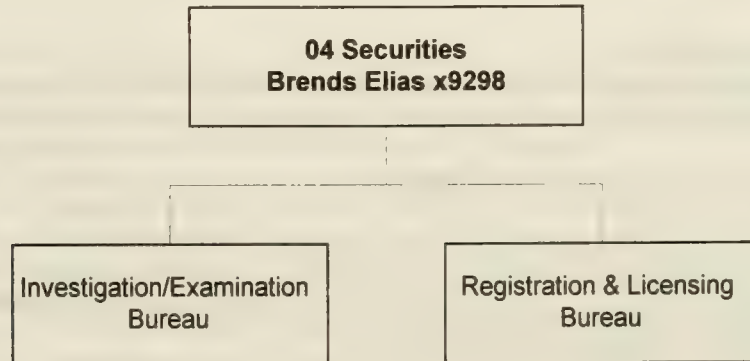 04 Securities
Brends Elias x9298
Investigation/Examination
Bureau
Registration & Licensing
Bureau